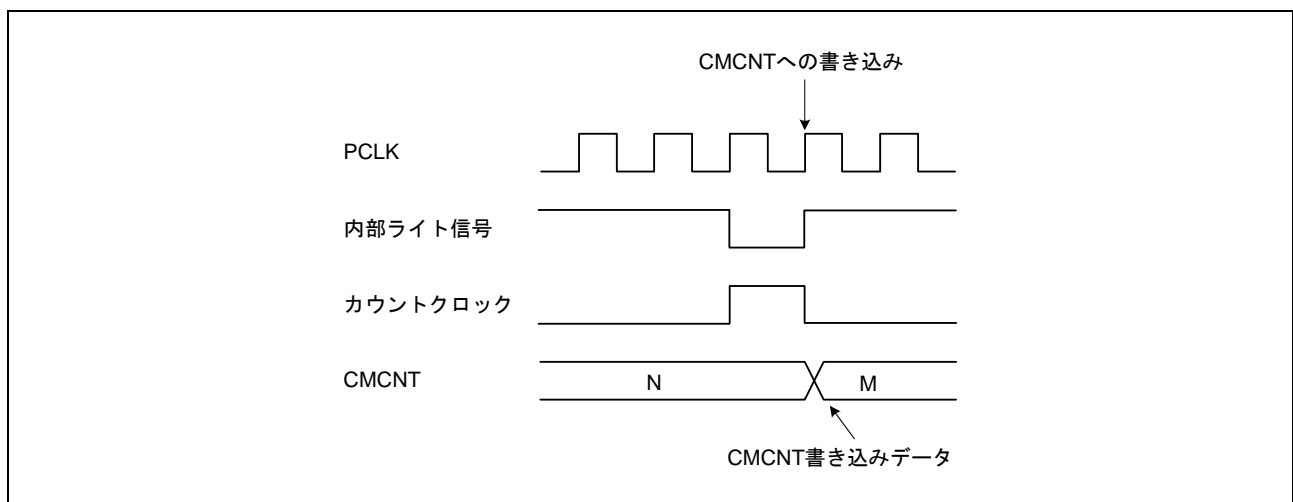 CMCNTへの書き込み
PCLK
内部ライト信号
カウントクロック
CMCNT
N
M
CMCNT書き込みデータ